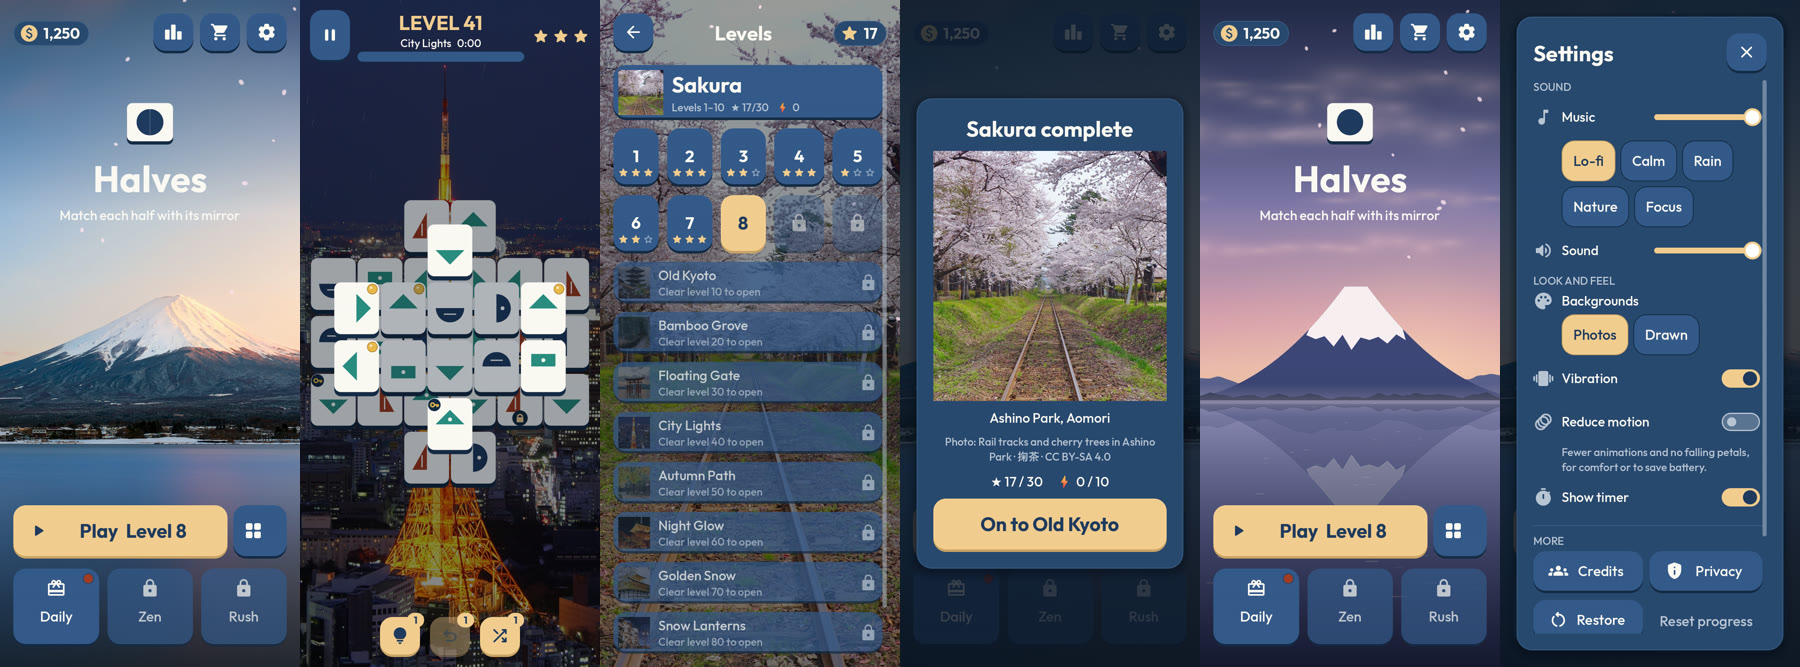 1,250
Halves
Match each half with its mirror
Play Level 8
Daily
Zen
Rush
LEVEL 41
City Lights 0:00
1
1
1
Levels
17
Sakura
Levels 1-10 ★ 17/30 0
1
2
3
4
5
6
7
8
Old Kyoto
Clear level 10 to open
Bamboo Grove
Clear level 20 to open
Floating Gate
Clear level 30 to open
City Lights
Clear level 40 to open
Autumn Path
Clear level 50 to open
Night Glow
Clear level 60 to open
Golden Snow
Clear level 70 to open
Snow Lanterns
Clear level 80 to open
1,250
Sakura complete
Ashino Park, Aomori
Photo: Rail tracks and cherry trees in Ashino
Park · 掬茶 · CC BY-SA 4.0
★ 17 / 30 0 / 10
On to Old Kyoto
Daily
Zen
Rush
1,250
Halves
Match each half with its mirror
Play Level 8
Daily
Zen
Rush
Settings
SOUND
Music
Lo-fi
Calm
Rain
Nature
Focus
Sound
LOOK AND FEEL
Backgrounds
Photos
Drawn
Vibration
Reduce motion
Fewer animations and no falling petals,
for comfort or to save battery.
Show timer
MORE
Credits
Privacy
Restore
Reset progress